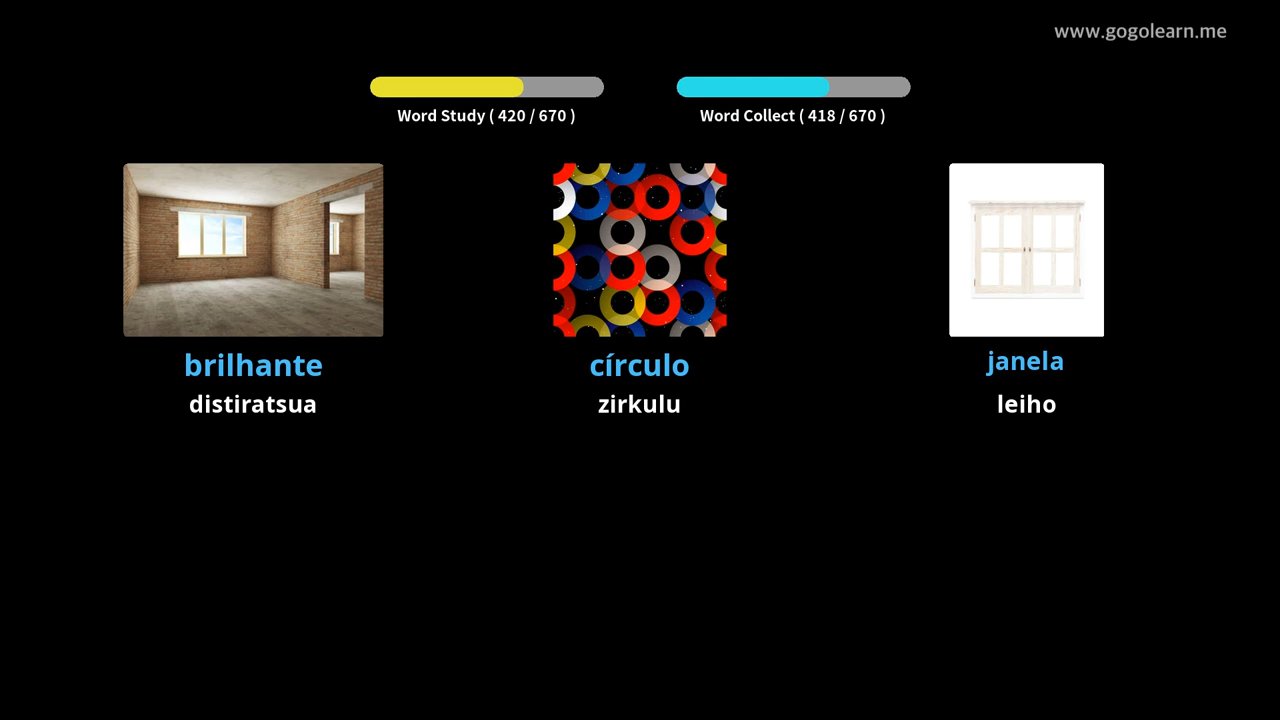 www.gogolearn.me
Word Study ( 420 / 670 )
Word Collect ( 418 / 670 )
brilhante
distiratsua
círculo
zirkulu
janela
leiho